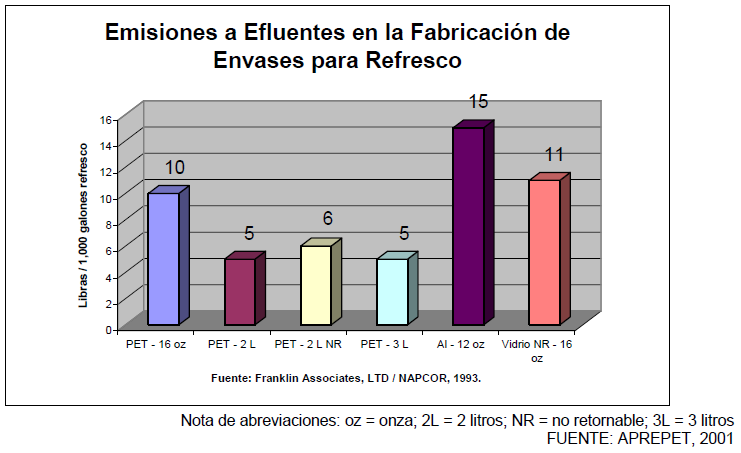 Emisiones a Efluentes en la Fabricación de
Envases para Refresco
Libras / 1,000 galones refresco
16
14
12
10
8
6
4
2
0
10
5
6
5
15
11
PET - 16 oz
PET - 2 L
PET - 2 L NR
PET - 3 L
Al - 12 oz
Vidrio NR - 16
oz
Fuente: Franklin Associates, LTD / NAPCOR, 1993.
Nota de abreviaciones: oz = onza; 2L = 2 litros; NR = no retornable; 3L = 3 litros
FUENTE: APREPET, 2001